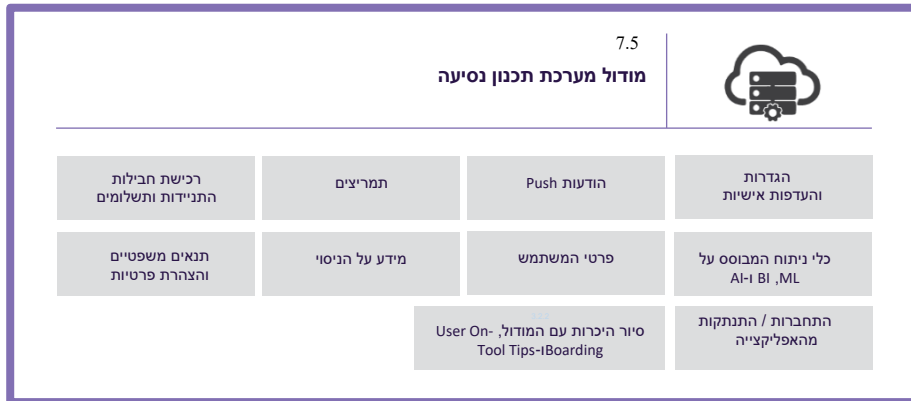 7.5
מודול מערכת תכנון נסיעה
הגדרות
והעדפות אישיות
הודעות Push
תמריצים
רכישת חבילות
התניידות ותשלומים
כלי ניתוח המבוסס על
ML, BI ו-AI
פרטי המשתמש
מידע על הניסוי
תנאים משפטיים
והצהרת פרטיות
התחברות / התנתקות
מהאפליקצייה
סיור היכרות עם המודול, User On-
Boarding ו-Tool Tips